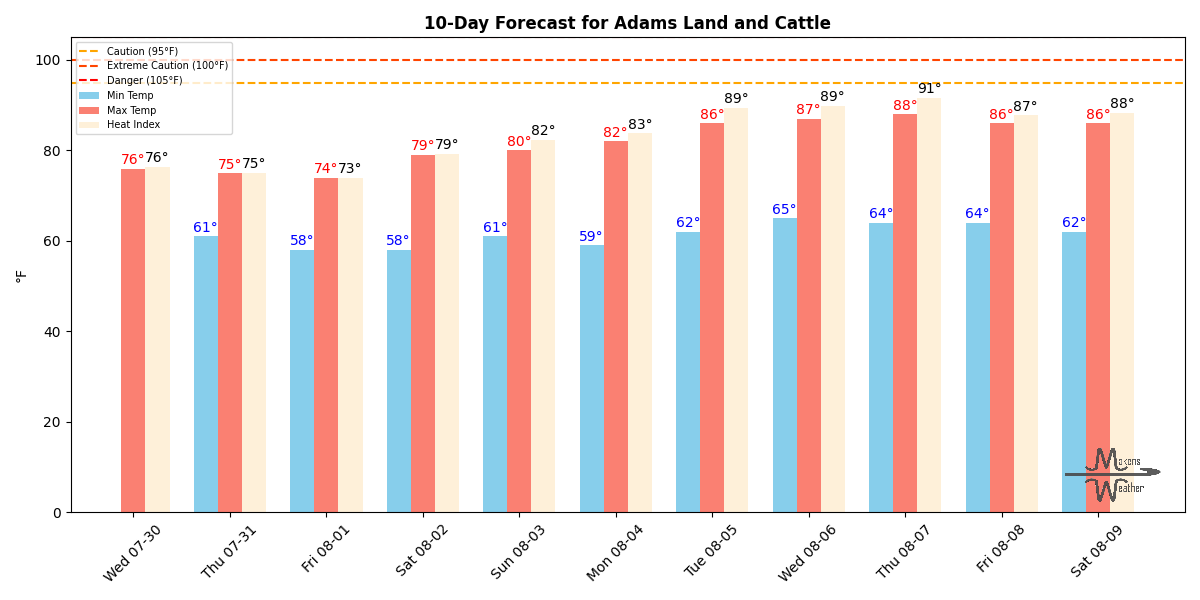 10-Day Forecast for Adams Land and Cattle
Caution (95°F)
Extreme Caution (100°F)
Danger (105°F)
Min Temp
Max Temp
Heat Index
°F
100
80
60
40
20
0
76° 76°
61° 75° 75°
58° 74° 73°
58° 79° 79°
61° 80° 82°
59° 82° 83°
62° 86° 89°
65° 87° 89°
64° 88° 91°
64° 86° 87°
62° 86° 88°
Wed 07-30
Thu 07-31
Fri 08-01
Sat 08-02
Sun 08-03
Mon 08-04
Tue 08-05
Wed 08-06
Thu 08-07
Fri 08-08
Sat 08-09